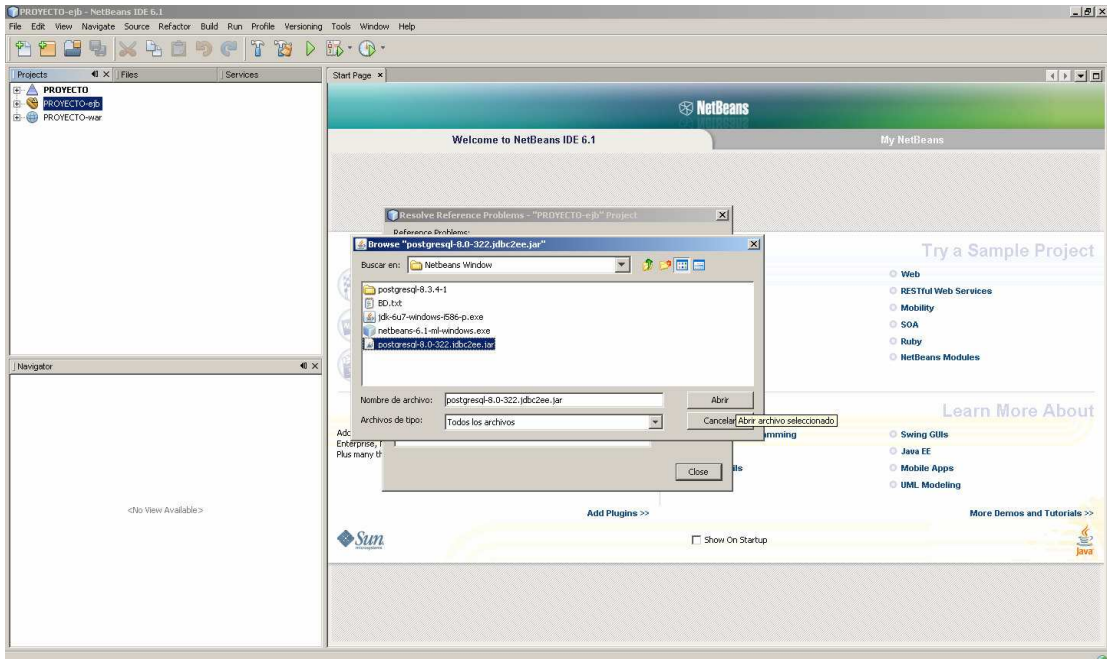 PROYECTO-ejb - NetBeans IDE 6.1
File Edit View Navigate Source Refactor Build Run Profile Versioning Tools Window Help
Projects Files Services
Start Page
PROYECTO
PROYECTO-ejb
PROYECTO-war
NetBeans
Welcome to NetBeans IDE 6.1
My NetBeans
Resolve Reference Problems - "PROYECTO-ejb" Project
Reference Problems:
Browse "postgresql-8.0-322.jdbc2ee.jar"
Buscar en: Netbeans Window
postgresql-8.3.4-1
BD.txt
jdk-6u7-windows-i586-p.exe
netbeans-6.1-ml-windows.exe
postgresql-8.0-322.jdbc2ee.jar
Nombre de archivo: postgresql-8.0-322.jdbc2ee.jar Abrir
Archivos de tipo: Todos los archivos Cancelar
Abrir archivo seleccionado
Close
Try a Sample Project
Web
RESTful Web Services
Mobility
SOA
Ruby
NetBeans Modules
Learn More About
Swing GUIs
Java EE
Mobile Apps
UML Modeling
Enterprise,
Plus many
Add Plugins >>
More Demos and Tutorials >>
Sun
microsystems
Show On Startup
Java
Navigator
<No View Available>